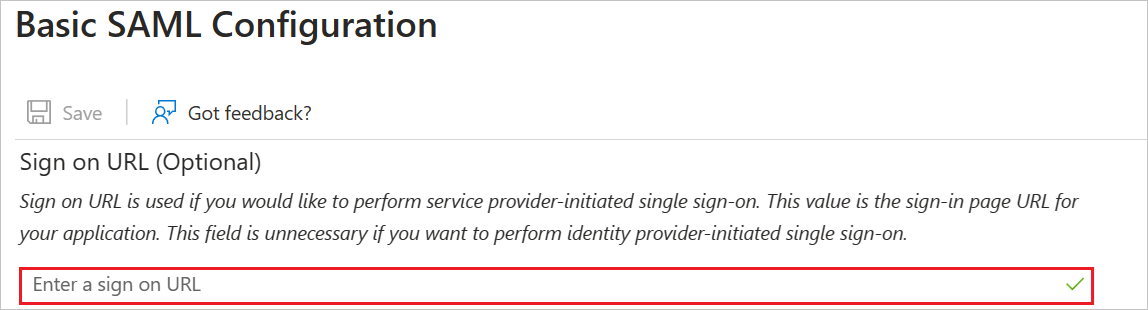 Basic SAML Configuration
Save
Got feedback?
Sign on URL (Optional)
Sign on URL is used if you would like to perform service provider-initiated single sign-on. This value is the sign-in page URL for
your application. This field is unnecessary if you want to perform identity provider-initiated single sign-on.
Enter a sign on URL